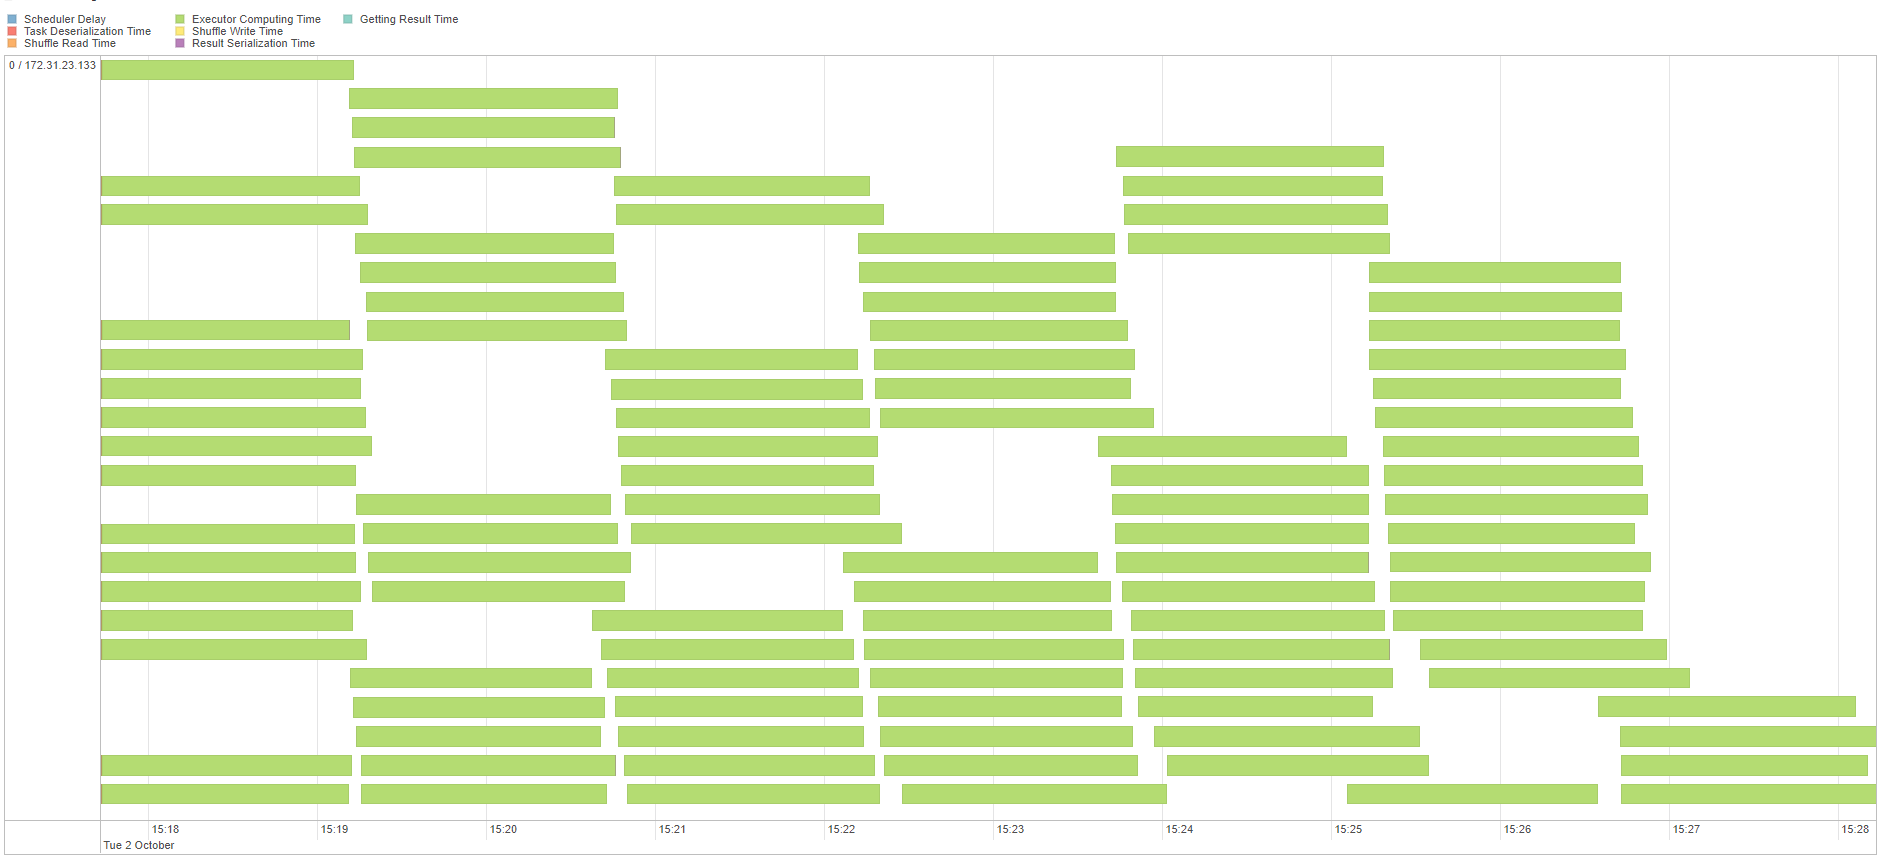 Scheduler Delay
Executor Computing Time
Getting Result Time
Task Deserialization Time
Shuffle Write Time
Shuffle Read Time
Result Serialization Time
0 / 172.31.23.133
15:18 15:19 15:20 15:21 15:22 15:23 15:24 15:25 15:26 15:27 15:28
Tue 2 October